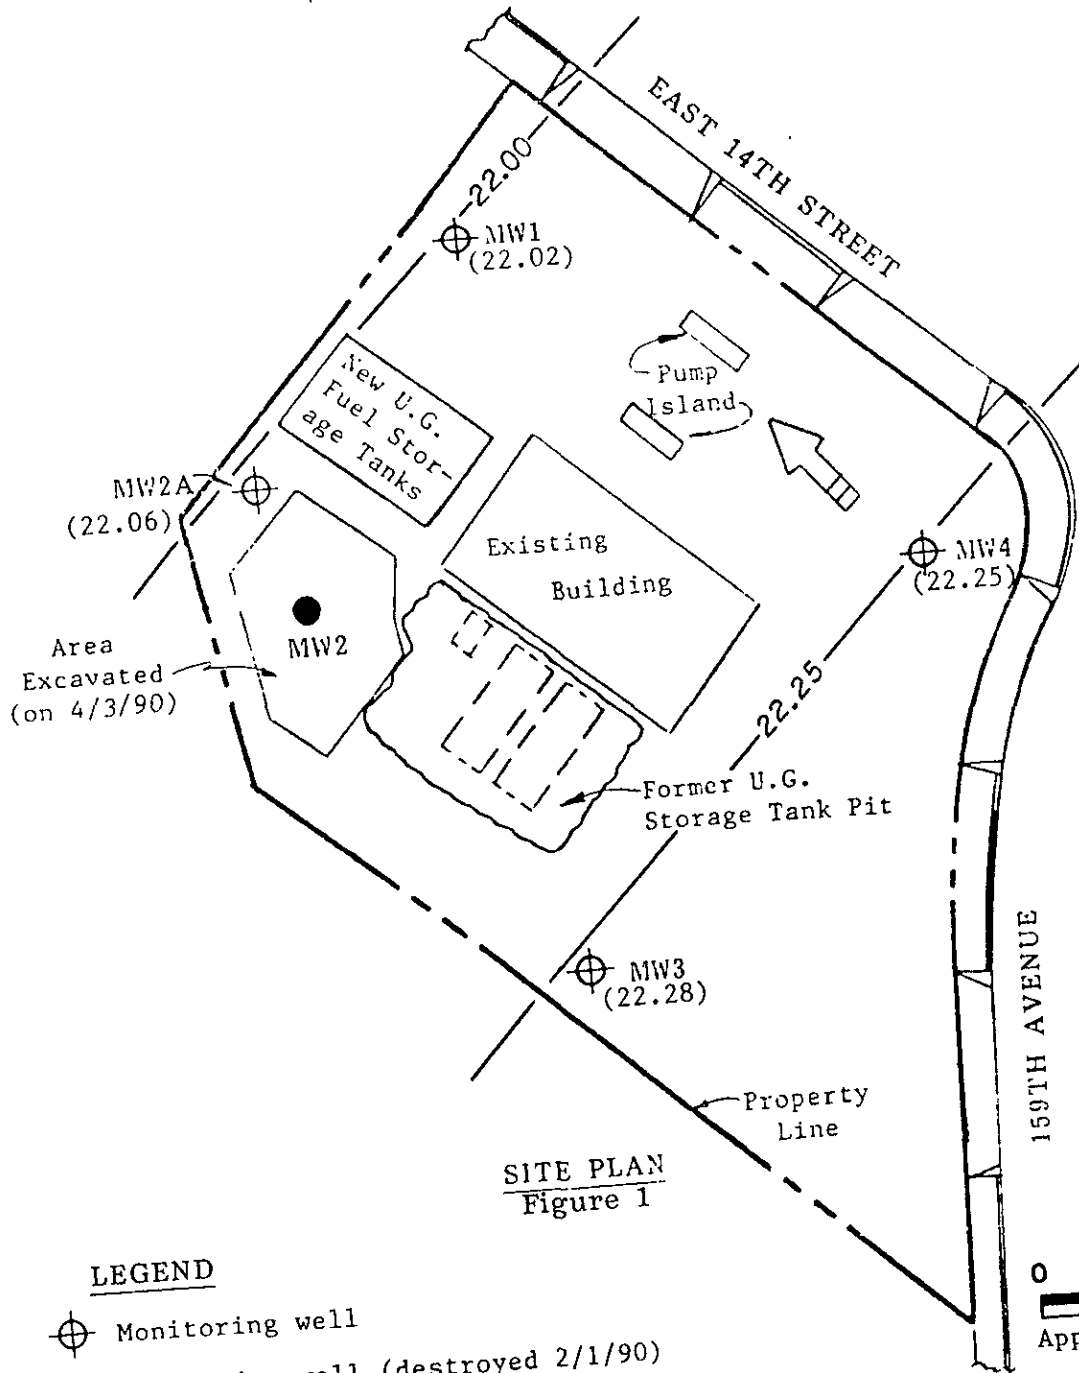 EAST 14TH STREET
22.00
MW1
(22.02)
New U.G.
Fuel Stor-
age Tanks
Pump
Island
MW2A
(22.06)
Existing
Building
MW4
(22.25)
MW2
Area
Excavated
(on 4/3/90)
22.25
Former U.G.
Storage Tank Pit
MW3
(22.28)
159TH AVENUE
Property
Line
SITE PLAN
Figure 1
LEGEND
Monitoring well
(destroyed 2/1/90)
0
App